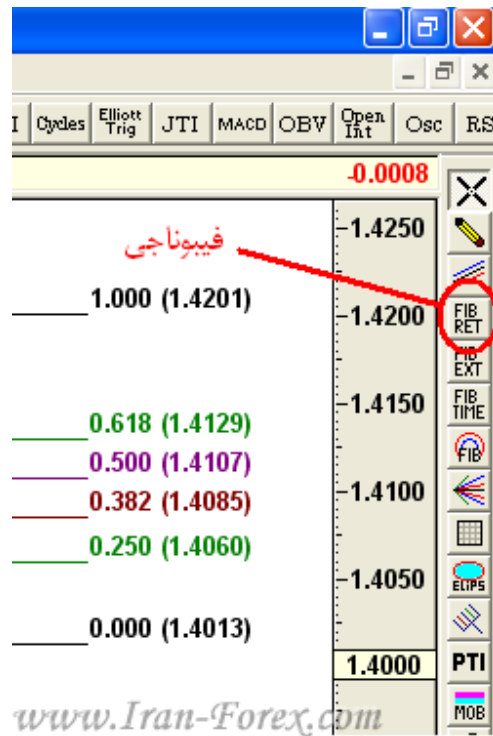 Cycles Elliott Trig JTI MACD OBV Open Int Osc RS
-0.0008
1.4250
فیبوناجی
1.000 (1.4201)
1.4200
FIB RET
FIB EXT
1.4150
FIB TIME
0.618 (1.4129)
FIB
0.500 (1.4107)
0.382 (1.4085)
1.4100
0.250 (1.4060)
1.4050
ELIPS
0.000 (1.4013)
1.4000
PTI
MOB
www.Iran-Forex.com